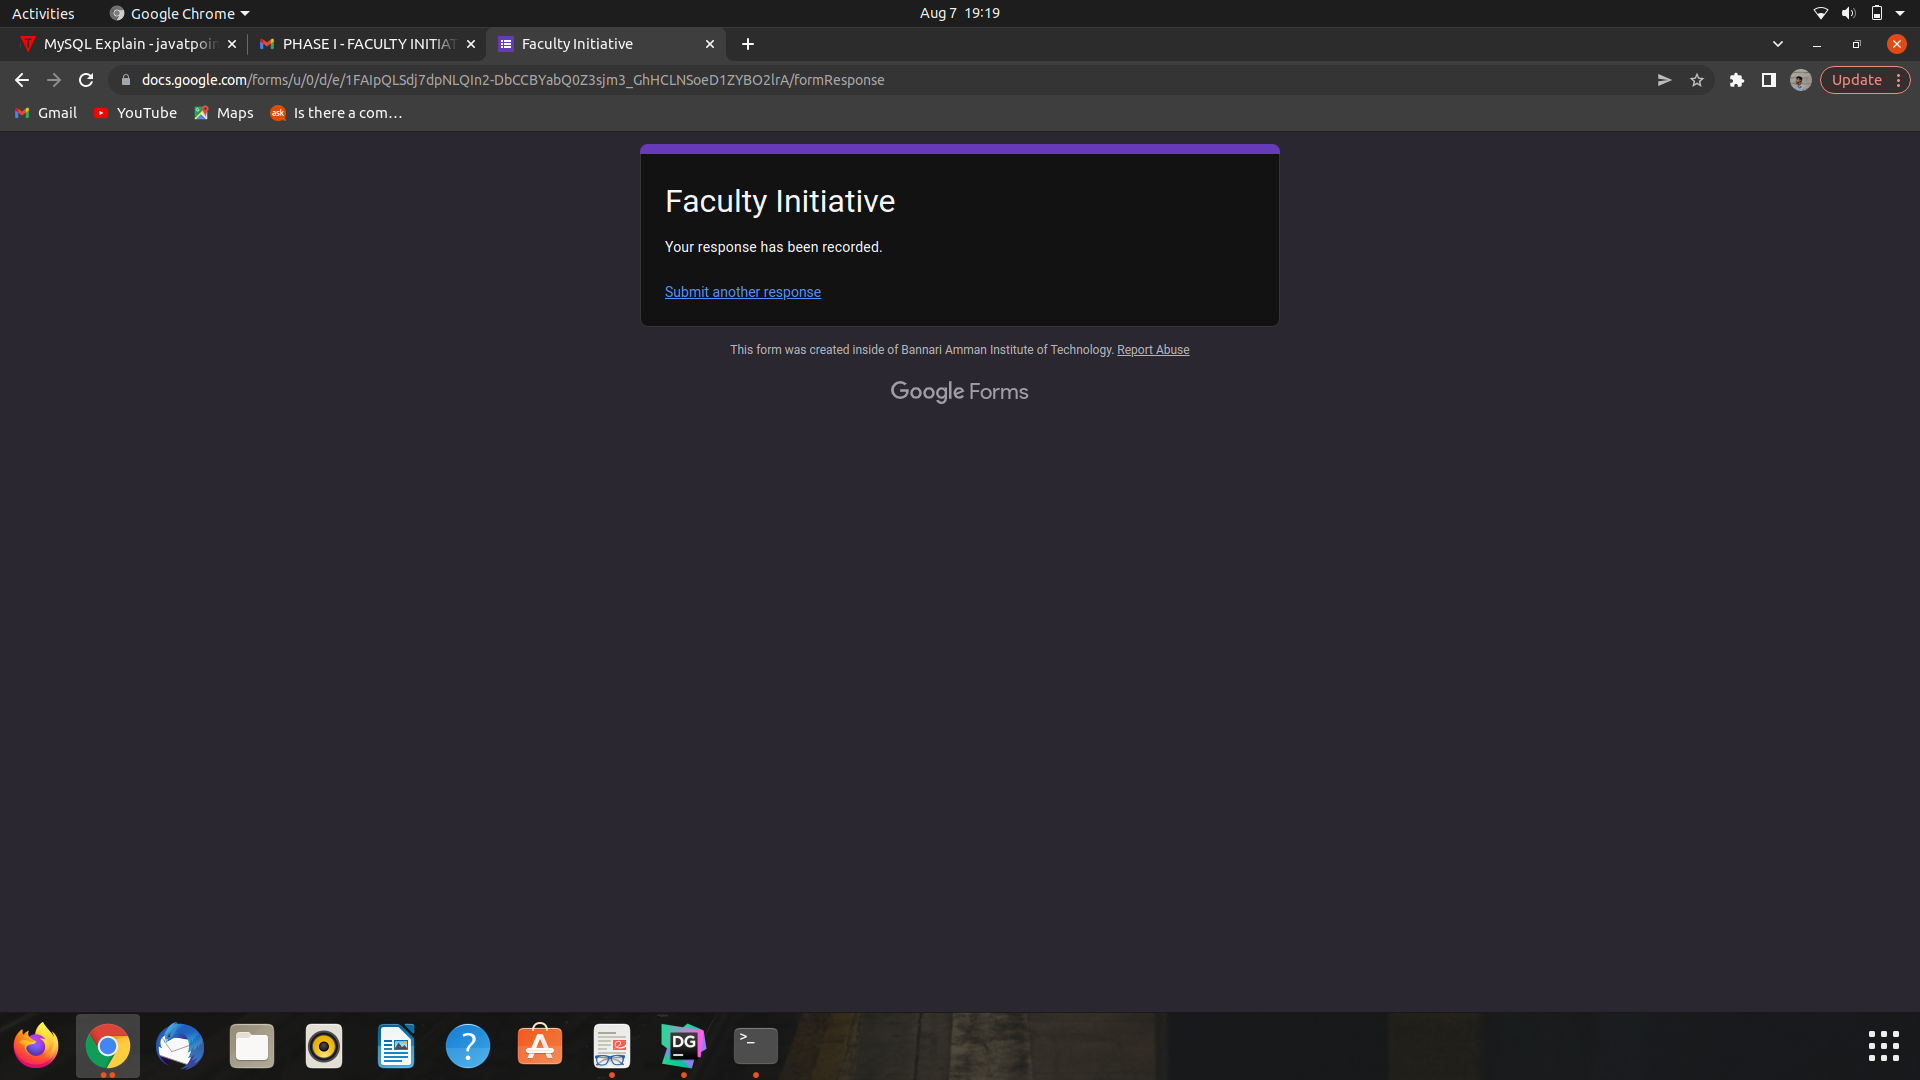 Activities
Google Chrome
Aug 7 19:19
MySQL Explain - javatpoin
PHASE I - FACULTY INITIAT
Faculty Initiative
docs.google.com/forms/u/0/d/e/1FAIpQLSdj7dpNLQIn2-DbCCBYabQ0Z3sjm3_GhHCLNSoeD1ZYBO2lrA/formResponse
Update
Gmail
YouTube
Maps
ask
Is there a com...
Faculty Initiative
Your response has been recorded.
Submit another response
This form was created inside of Bannari Amman Institute of Technology. Report Abuse
Google Forms
?
A
DG
>_